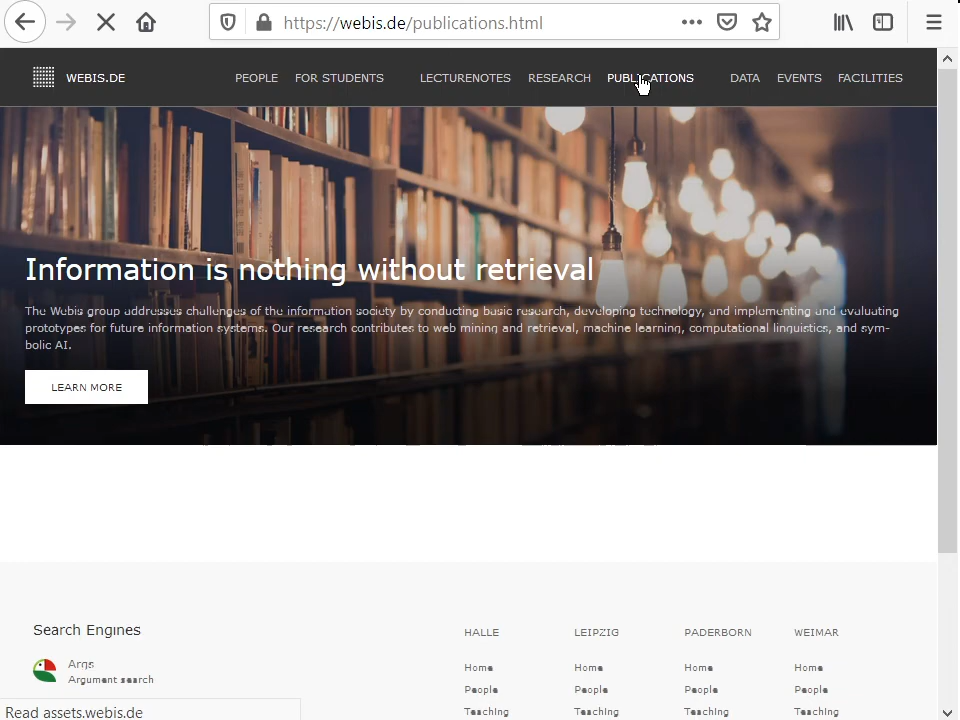 https://webis.de/publications.html
WEBIS.DE PEOPLE FOR STUDENTS LECTURENOTES RESEARCH PUBLICATIONS DATA EVENTS FACILITIES
Information is nothing without retrieval
The Webis group addresses challenges of the information society by conducting basic research, developing technology, and implementing and evaluating
prototypes for future information systems. Our research contributes to web mining and retrieval, machine learning, computational linguistics, and sym-
bolic AI.
LEARN MORE
Search Engines
HALLE LEIPZIG PADERBORN WEIMAR
Args
Argument search
Home Home Home Home
People People People People
Teaching Teaching Teaching Teaching
Read assets.webis.de